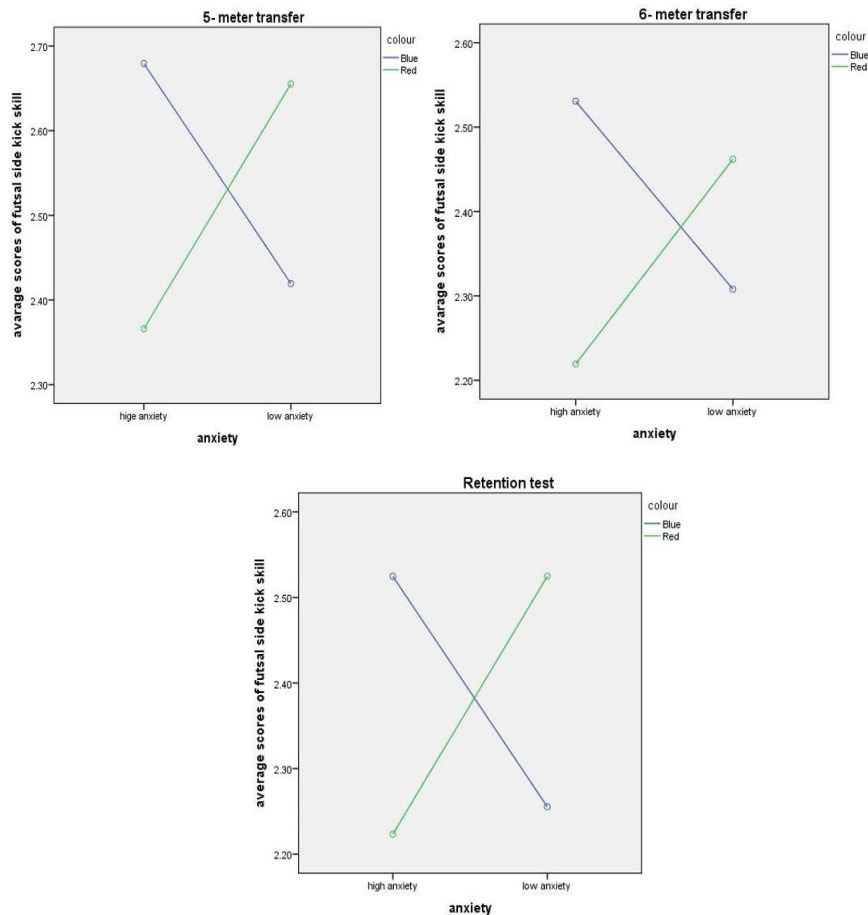 5- meter transfer
colour
Blue
Red
2.70
2.60
2.50
2.40
2.30
avarage scores of futsal side kick skill
hige anxiety
low anxiety
anxiety
6- meter transfer
colour
Blue
Red
2.60
2.50
2.40
2.30
2.20
avarage scores of futsal side kick skill
high anxiety
low anxiety
anxiety
Retention test
colour
Blue
Red
2.60
2.50
2.40
2.30
2.20
average scores of futsal side kick skill
high anxiety
low anxiety
anxiety